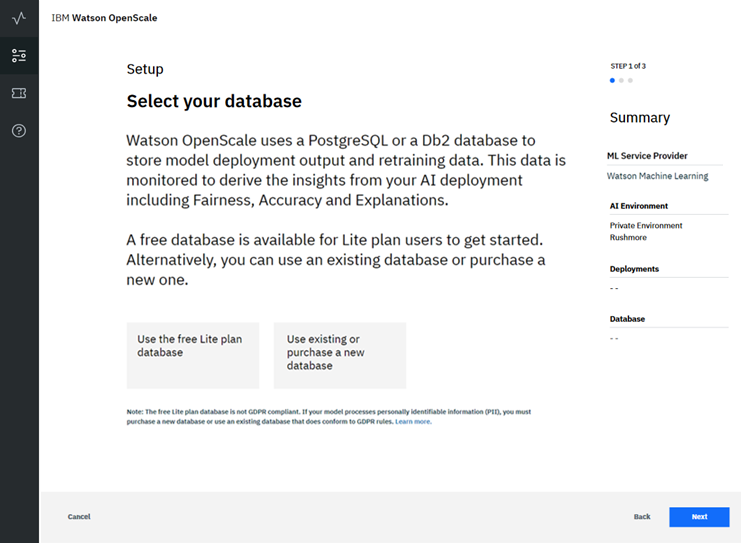 IBM Watson OpenScale
Setup
Select your database
Watson OpenScale uses a PostgreSQL or a Db2 database to
store model deployment output and retraining data. This data is
monitored to derive the insights from your AI deployment
including Fairness, Accuracy and Explanations.
A free database is available for Lite plan users to get started.
Alternatively, you can use an existing database or purchase a
new one.
Use the free Lite plan
database
Use existing or
purchase a new
database
Note: The free Lite plan database is not GDPR compliant. If your model processes personally identifiable information (PII), you must
purchase a new database or use an existing database that does conform to GDPR rules. Learn more.
STEP 1 of 3
Summary
ML Service Provider
Watson Machine Learning
AI Environment
Private Environment
Rushmore
Deployments
- -
Database
- -
Cancel
Back
Next